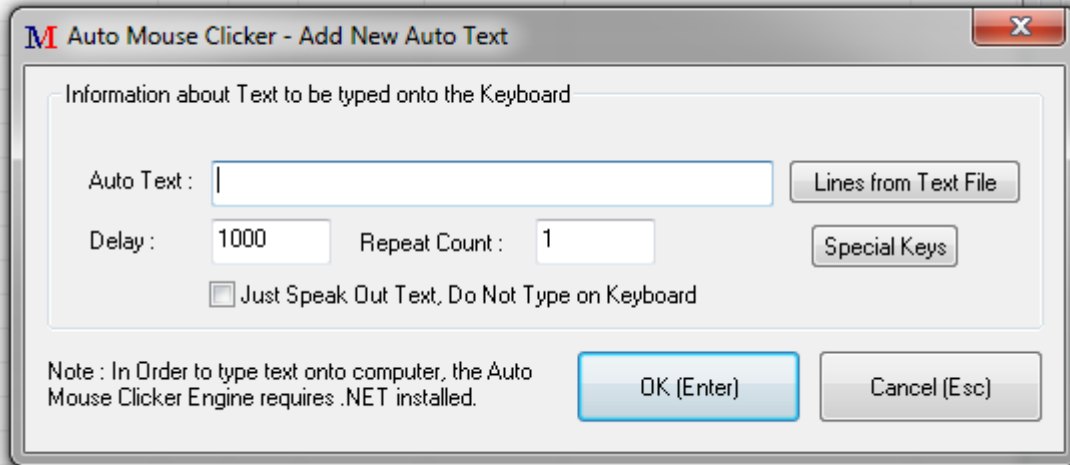 M Auto Mouse Clicker - Add New Auto Text
X
Information about Text to be typed onto the Keyboard
Auto Text :
Lines from Text File
Delay : 1000 Repeat Count : 1
Special Keys
Just Speak Out Text, Do Not Type on Keyboard
Note : In Order to type text onto computer, the Auto
Mouse Clicker Engine requires .NET installed.
OK (Enter)
Cancel (Esc)